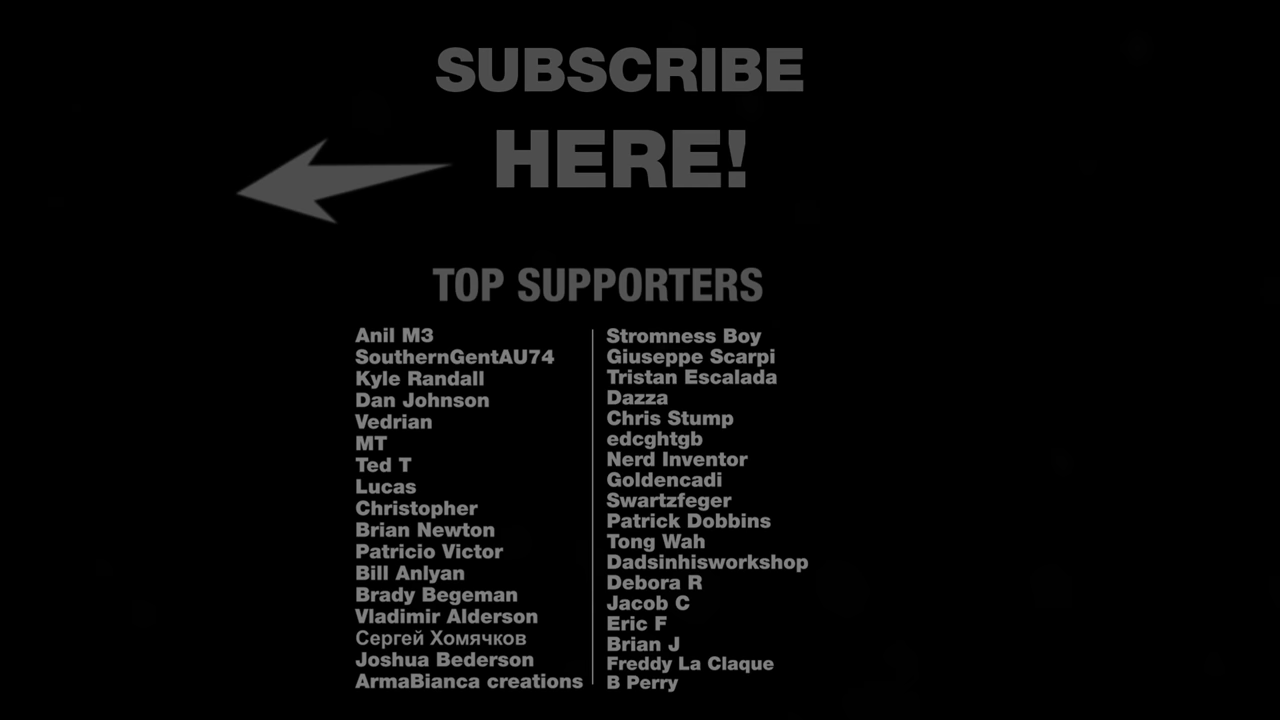 SUBSCRIBE
HERE!
TOP SUPPORTERS
Anil M3
SouthernGentAU74
Kyle Randall
Dan Johnson
Vedrian
MT
Ted T
Lucas
Christopher
Brian Newton
Patricio Victor
Bill Anlyan
Brady Begeman
Vladimir Alderson
Сергей Хомячков
Joshua Bederson
ArmaBianca creations
Stromness Boy
Giuseppe Scarpi
Tristan Escalada
Dazza
Chris Stump
edcghtgb
Nerd Inventor
Goldencadi
Swartzfeger
Patrick Dobbins
Tong Wah
Dadsinhisworkshop
Debora R
Jacob C
Eric F
Brian J
Freddy La Claque
B Perry